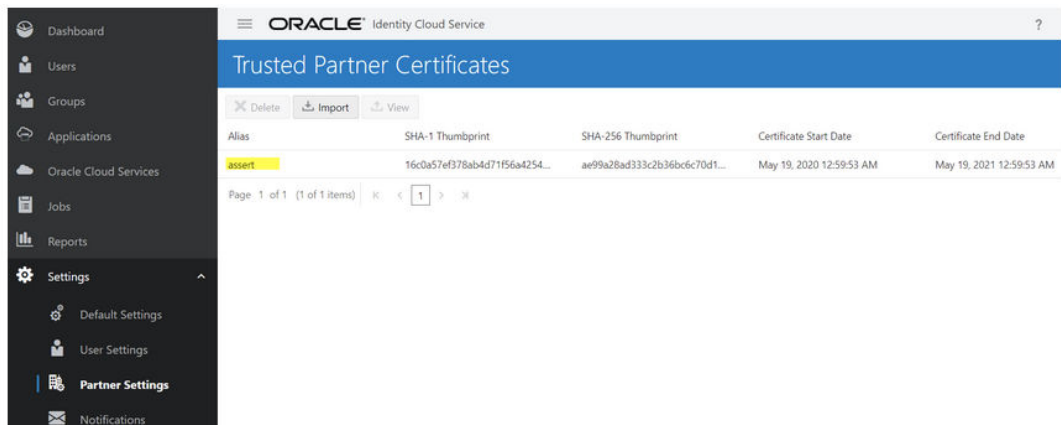 Dashboard
Users
Groups
Applications
Oracle Cloud Services
Jobs
Reports
Settings
Default Settings
User Settings
Partner Settings
Notifications
ORACLE® Identity Cloud Service ?
Trusted Partner Certificates
Delete Import View
Alias SHA-1 Thumbprint SHA-256 Thumbprint Certificate Start Date Certificate End Date
assert 16c0a57ef378ab4d71f56a4254... ae99a28ad333c2b36bc6c70d1... May 19, 2020 12:59:53 AM May 19, 2021 12:59:53 AM
Page 1 of 1 (1 of 1 items) 1